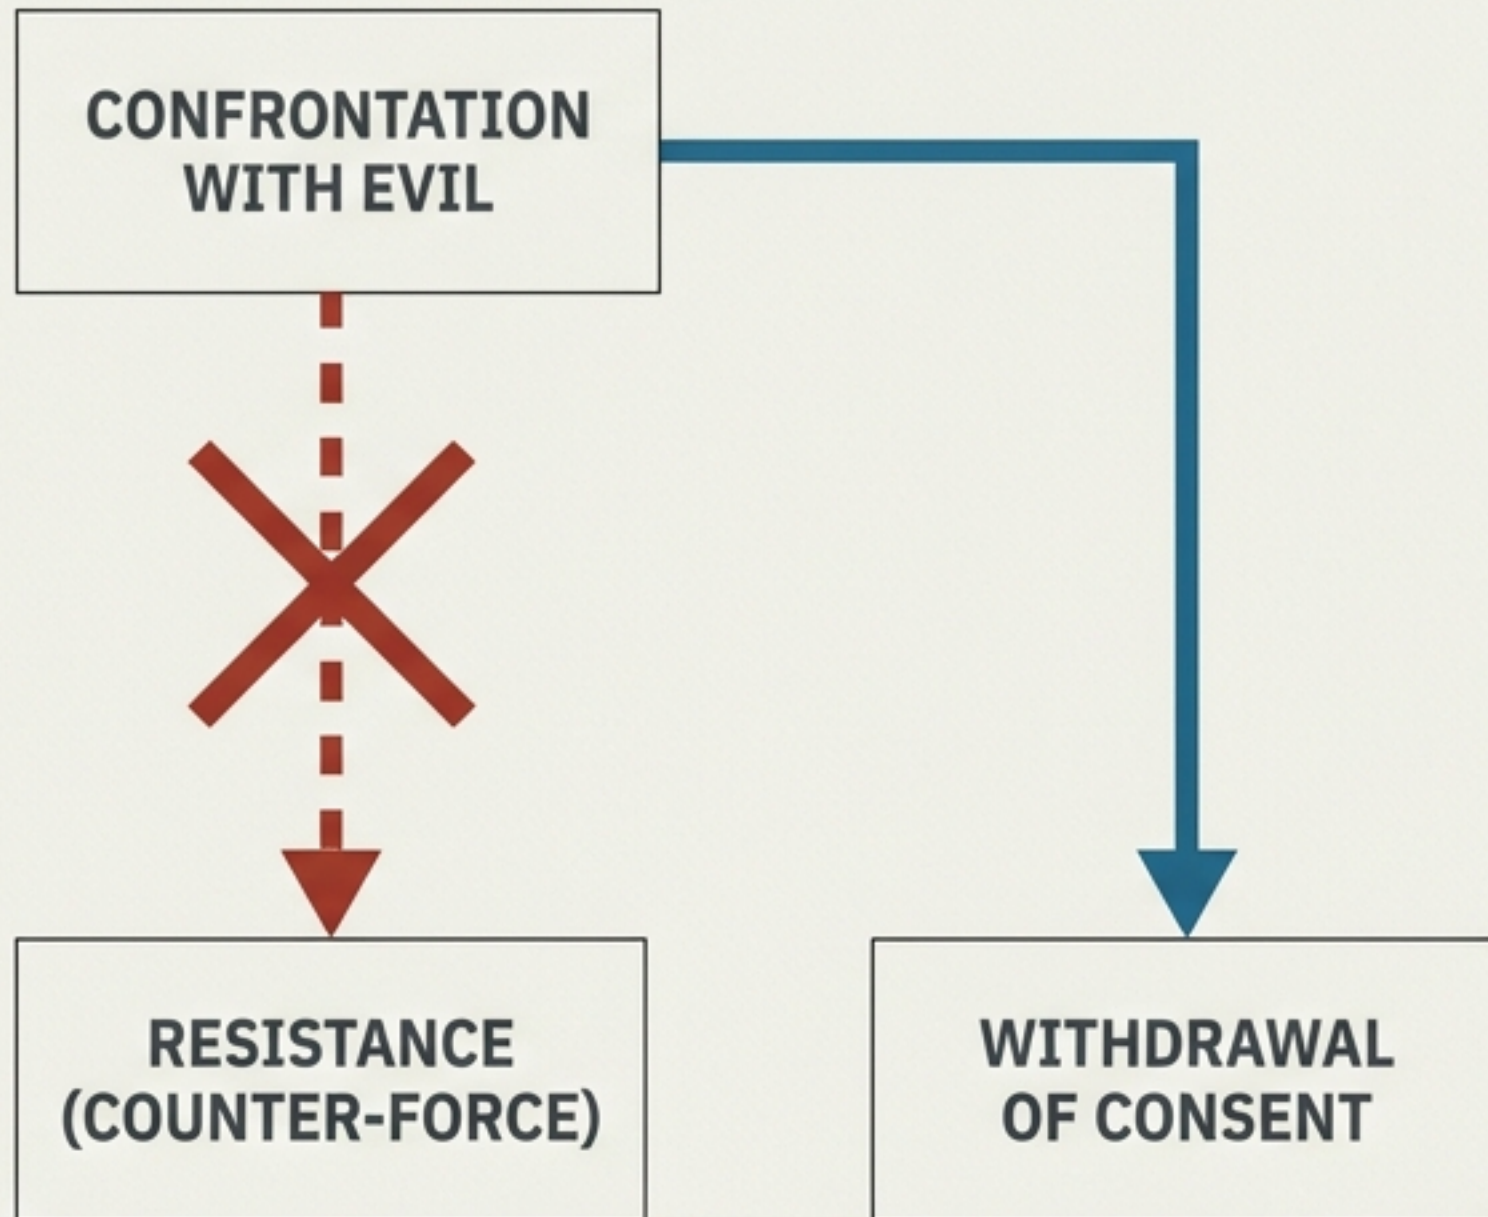 CONFRONTATION
WITH EVIL
RESISTANCE
(COUNTER-FORCE)
WITHDRAWAL
OF CONSENT